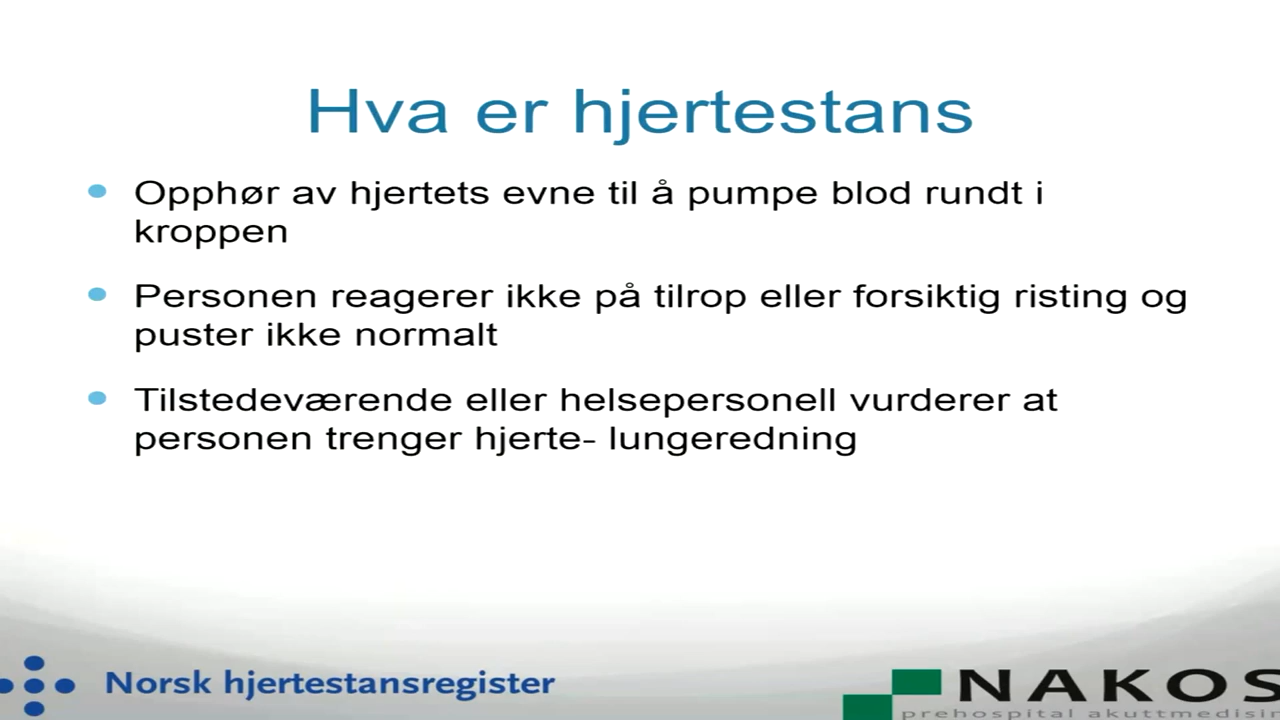 Hva er hjertestans
Opphør av hjertets evne til å pumpe blod rundt i
kroppen
Personen reagerer ikke på tilrop eller forsiktig risting og
puster ikke normalt
Tilstedeværende eller helsepersonell vurderer at
personen trenger hjerte- lungeredning
Norsk hjertestansregister
NAKOS
prehospital akuttmedisin